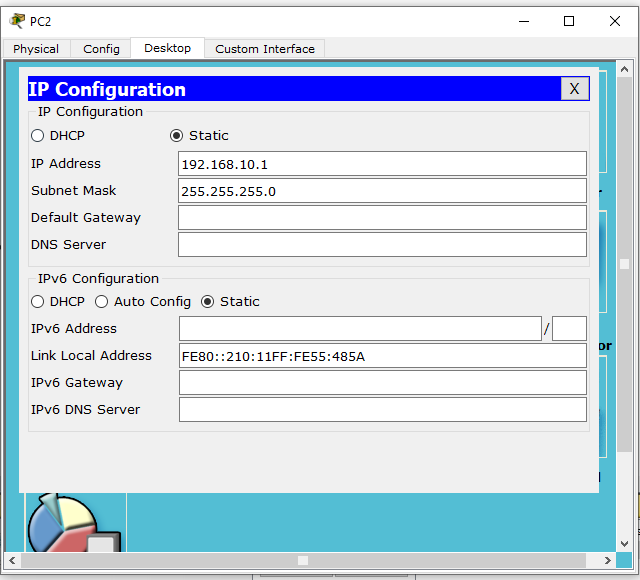 PC2
Physical Config Desktop Custom Interface
IP Configuration X
IP Configuration
DHCP Static
IP Address 192.168.10.1
Subnet Mask 255.255.255.0
Default Gateway
DNS Server
IPv6 Configuration
DHCP Auto Config Static
IPv6 Address /
Link Local Address FE80::210:11FF:FE55:485A
IPv6 Gateway
IPv6 DNS Server
or